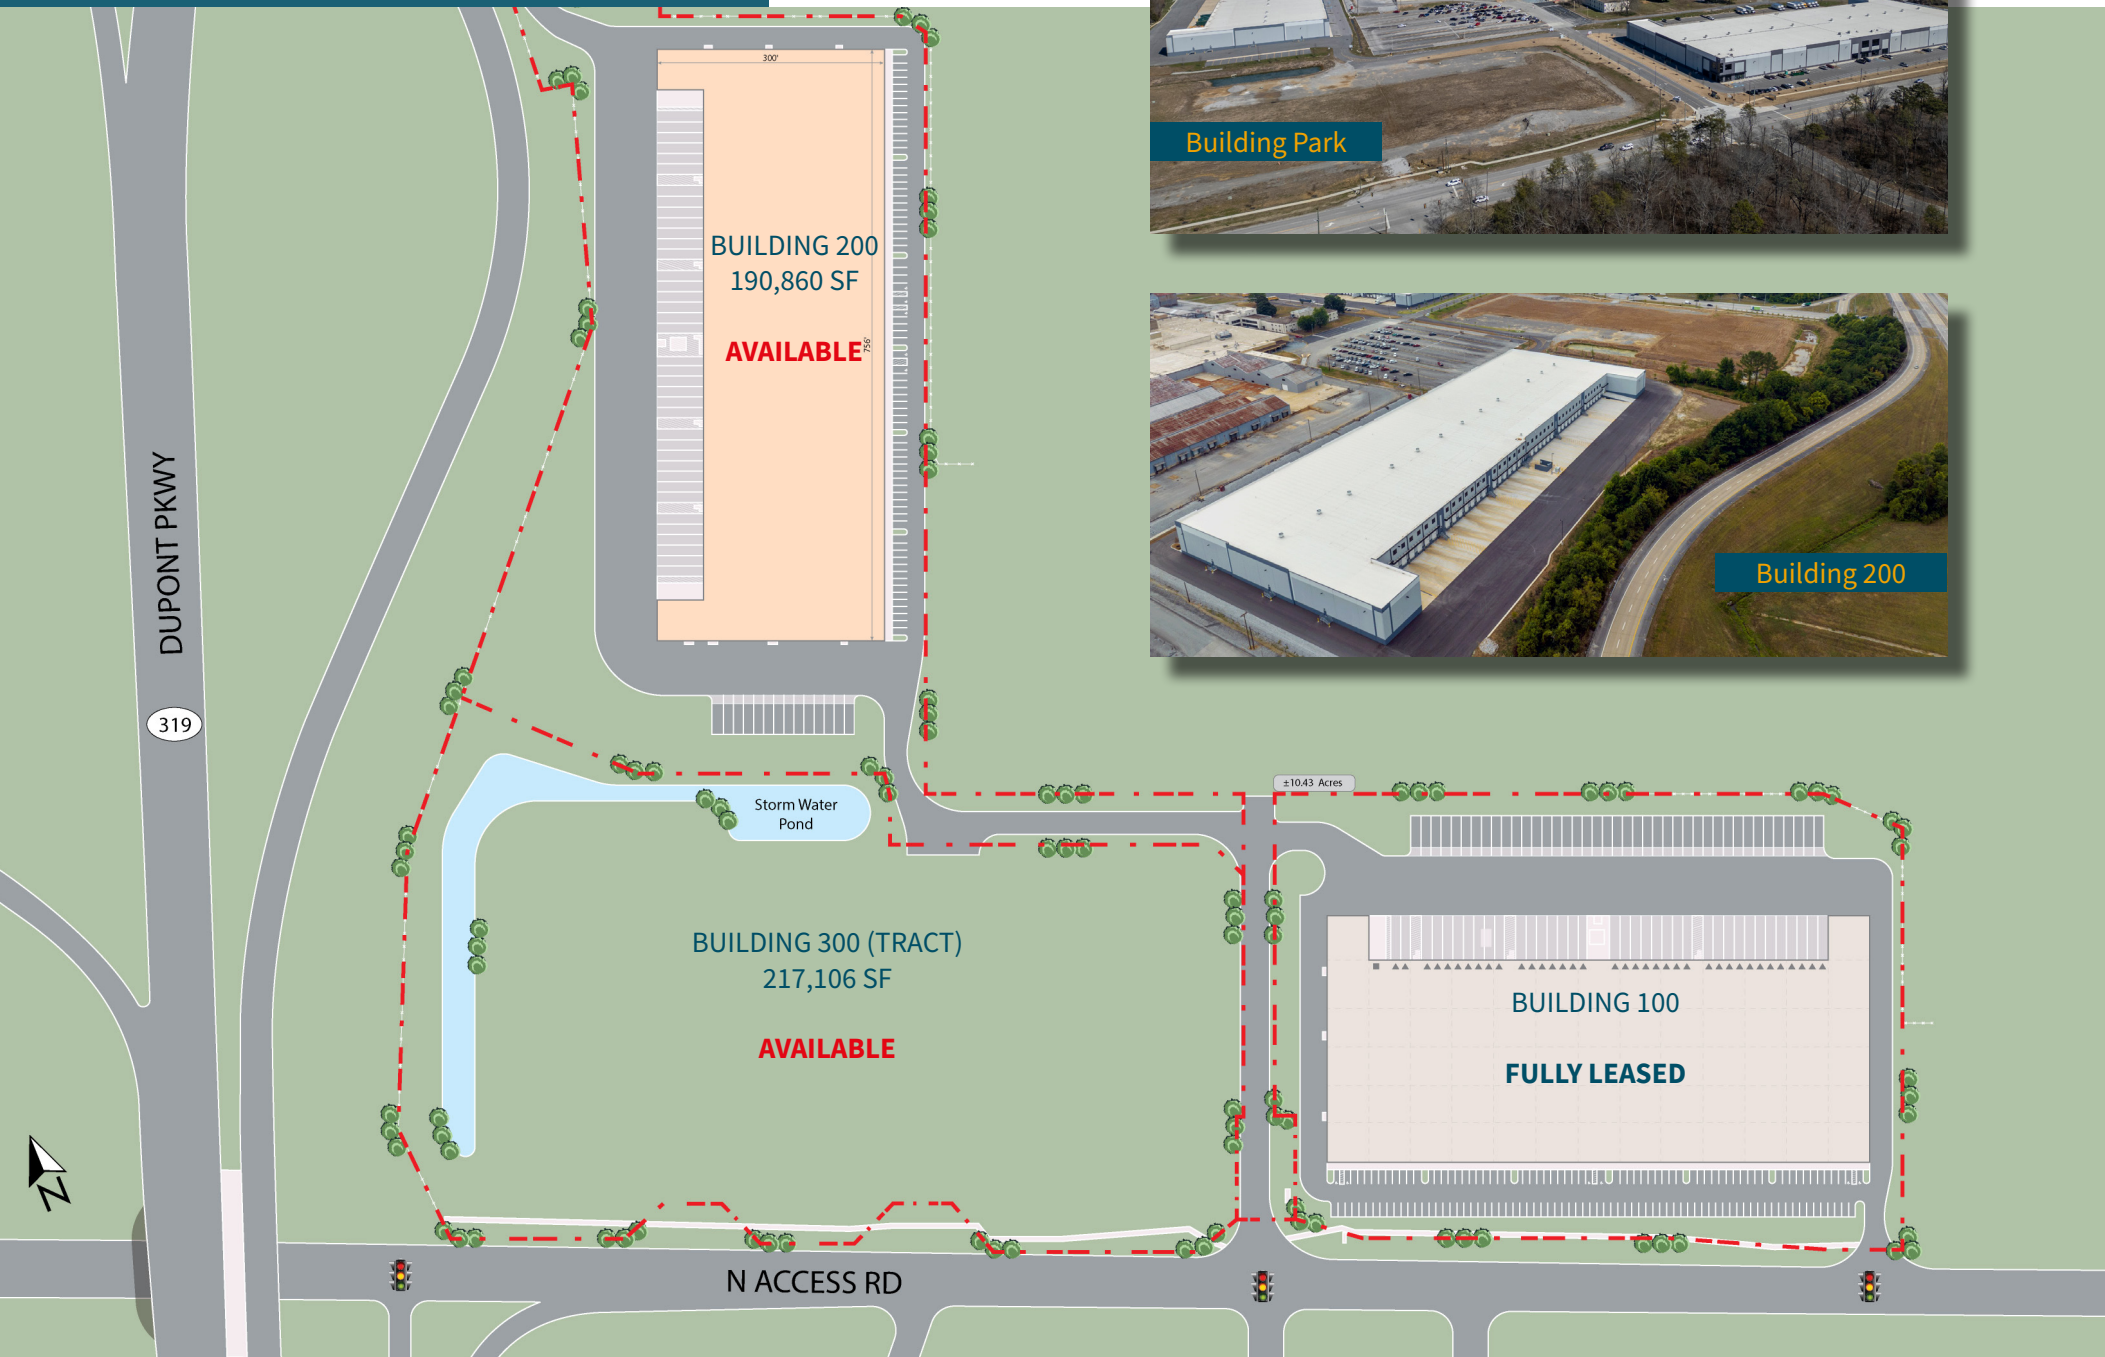 300'
Building Park
BUILDING 200
190,860 SF
AVAILABLE
756'
Building 200
DUPONT PKWY
319
±10.43 Acres
Storm Water
Pond
BUILDING 300 (TRACT)
217,106 SF
AVAILABLE
BUILDING 100
FULLY LEASED
N
N ACCESS RD